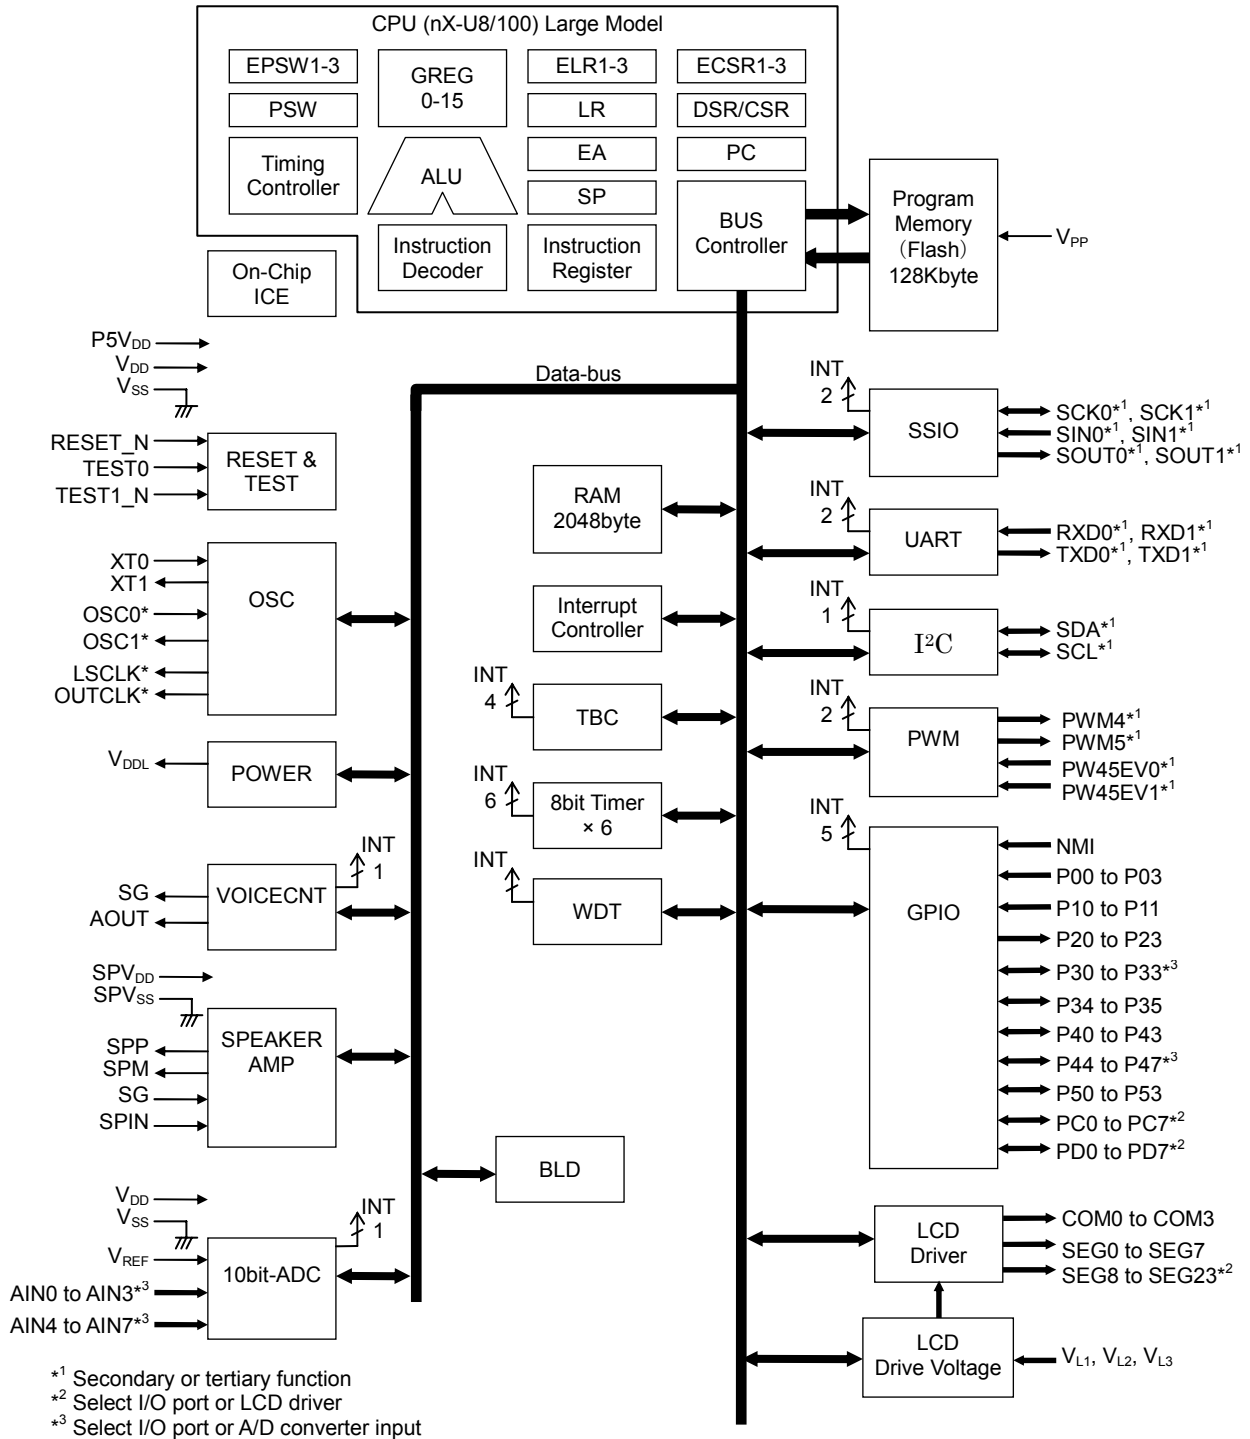 CPU (nX-U8/100) Large Model
EPSW1-3
GREG
0-15
ELR1-3
ECSR1-3
PSW
LR
DSR/CSR
Timing
Controller
ALU
EA
PC
SP
BUS
Controller
Instruction
Decoder
Instruction
Register
Program
Memory
（Flash）
128Kbyte
VPP
On-Chip
ICE
P5VDD
VDD
VSS
Data-bus
RESET_N
TEST0
TEST1_N
RESET &
TEST
XT0
XT1
OSC0*
OSC1*
LSCLK*
OUTCLK*
OSC
VDDL
POWER
SG
AOUT
VOICECNT
INT
1
SPVDD
SPVSS
SPP
SPM
SG
SPIN
SPEAKER
AMP
VDD
VSS
VREF
AIN0 to AIN3*3
AIN4 to AIN7*3
10bit-ADC
INT
1
RAM
2048byte
Interrupt
Controller
INT
4
TBC
INT
6
8bit Timer
× 6
INT
WDT
BLD
INT
2
SSIO
SCK0*1, SCK1*1
SIN0*1, SIN1*1
SOUT0*1, SOUT1*1
INT
2
UART
RXD0*1, RXD1*1
TXD0*1, TXD1*1
INT
1
I²C
SDA*1
SCL*1
INT
2
PWM
PWM4*1
PWM5*1
PW45EV0*1
PW45EV1*1
INT
5
GPIO
NMI
P00 to P03
P10 to P11
P20 to P23
P30 to P33*3
P34 to P35
P40 to P43
P44 to P47*3
P50 to P53
PC0 to PC7*2
PD0 to PD7*2
LCD
Driver
COM0 to COM3
SEG0 to SEG7
SEG8 to SEG23*2
LCD
Drive Voltage
VL1, VL2, VL3
*1 Secondary or tertiary function
*2 Select I/O port or LCD driver
*3 Select I/O port or A/D converter input